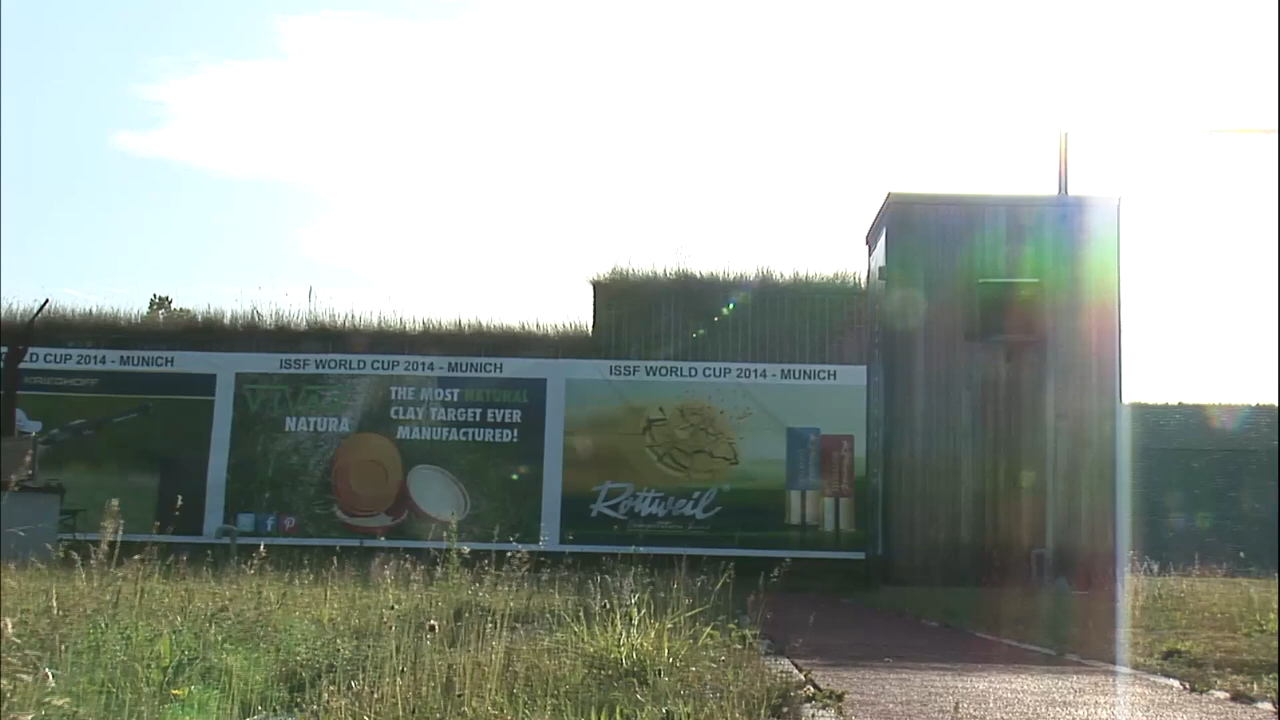 LD CUP 2014 - MUNICH
KRIEGHOFF
ISSF WORLD CUP 2014 - MUNICH
NATURA
THE MOST NATURAL
CLAY TARGET EVER
MANUFACTURED!
ISSF WORLD CUP 2014 - MUNICH
Rottweil